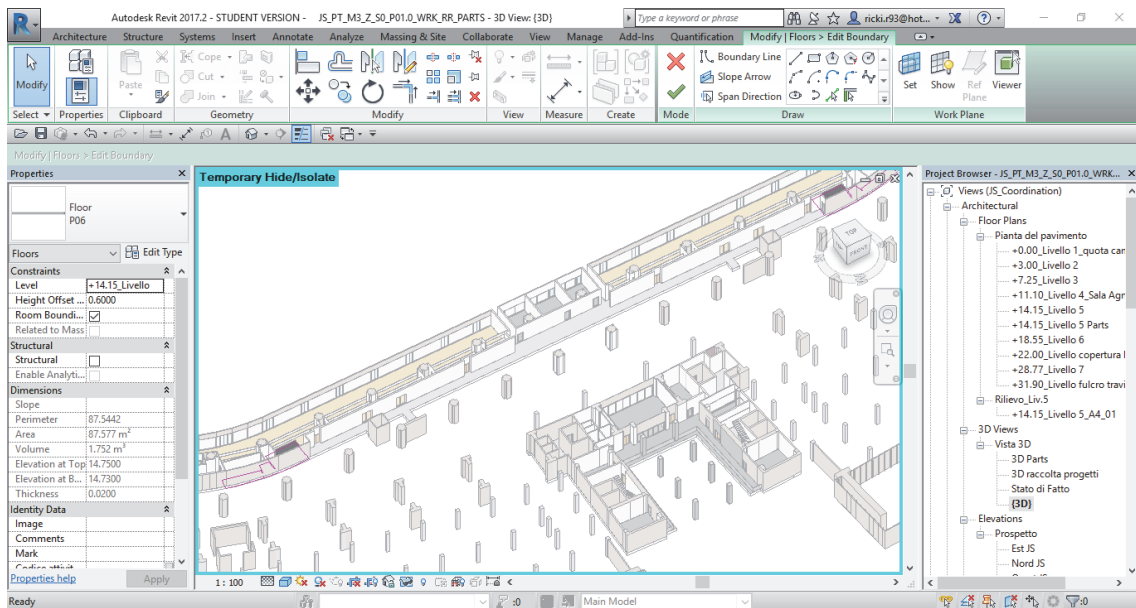 Autodesk Revit 2017.2 - STUDENT VERSION - JS_PT_M3_Z_S0_P01.0_WRK_RR_PARTS - 3D View: {3D}
Type a keyword or phrase
ricki.r93@hot...
Architecture Structure Systems Insert Annotate Analyze Massing & Site Collaborate View Manage Add-Ins Quantification Modify | Floors > Edit Boundary
Modify
Paste
Cope
Cut
Join
Boundary Line
Slope Arrow
Span Direction
Set Show Ref Plane Viewer
Select Properties Clipboard Geometry Modify View Measure Create Mode Draw Work Plane
Modify | Floors > Edit Boundary
Properties
Floor
P06
Floors Edit Type
Constraints
Level +14.15_Livello
Height Offset ... 0.6000
Room Boundi...
Related to Mass
Structural
Structural
Enable Analyti...
Dimensions
Slope
Perimeter 87.5442
Area 87.577 m²
Volume 1.752 m³
Elevation at Top 14.7500
Elevation at B... 14.7300
Thickness 0.0200
Identity Data
Image
Comments
Mark
Properties help Apply
Temporary Hide/Isolate
TOP
FRONT
1 : 100
Project Browser - JS_PT_M3_Z_S0_P01.0_WRK...
Views (JS_Coordination)
Architectural
Floor Plans
Pianta del pavimento
+0.00_Livello 1_quota car
+3.00_Livello 2
+7.25_Livello 3
+11.10_Livello 4_Sala Agr
+14.15_Livello 5
+14.15_Livello 5 Parts
+18.55_Livello 6
+22.00_Livello copertura l
+28.77_Livello 7
+31.90_Livello fulcro travi
Rilievo_Liv.5
+14.15_Livello 5_A4_01
3D Views
Vista 3D
3D Parts
3D raccolta progetti
Stato di Fatto
{3D}
Elevations
Prospetto
Est JS
Nord JS
Ready
:0
Main Model
:0